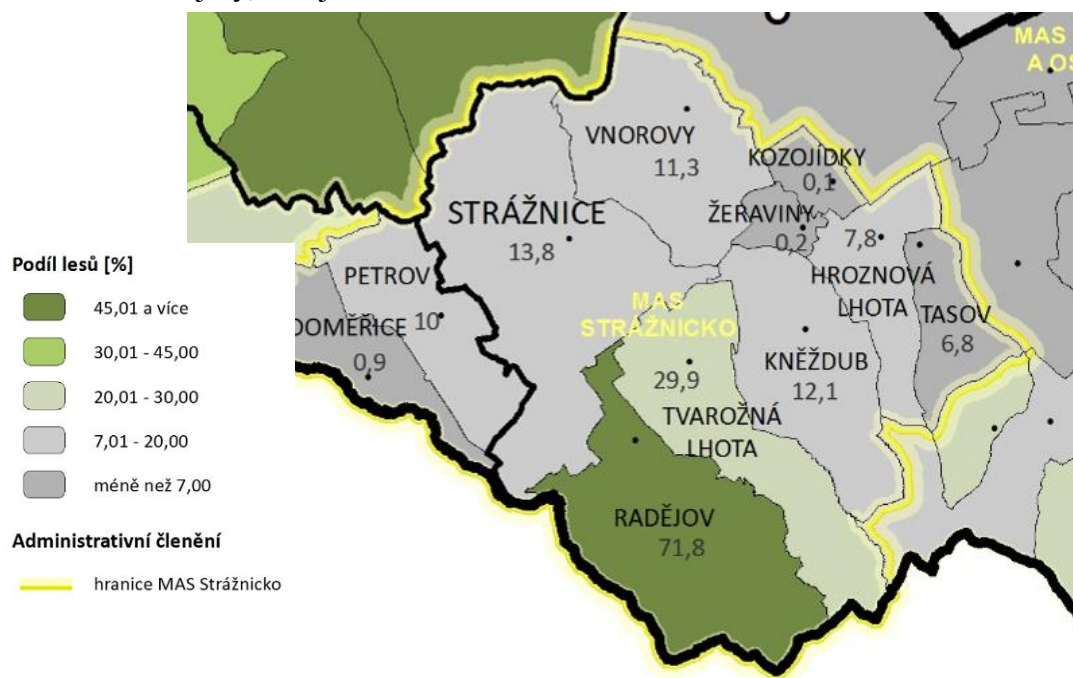 MAS
A OS
VNOROVY
11,3
KOZOJÍDKY
0,1
STRÁŽNICE
13,8
ŽERAVINY
0,2
7,8
HROZNOVÁ
LHOTA
TASOV
6,8
PETROV
10
DOMĚŘICE
0,9
MAS
STRÁŽNICKO
29,9
TVAROŽNÁ
LHOTA
KNĚŽDUB
12,1
RADĚJOV
71,8
Podíl lesů [%]
45,01 a více
30,01 - 45,00
20,01 - 30,00
7,01 - 20,00
méně než 7,00
Administrativní členění
hranice MAS Strážnicko